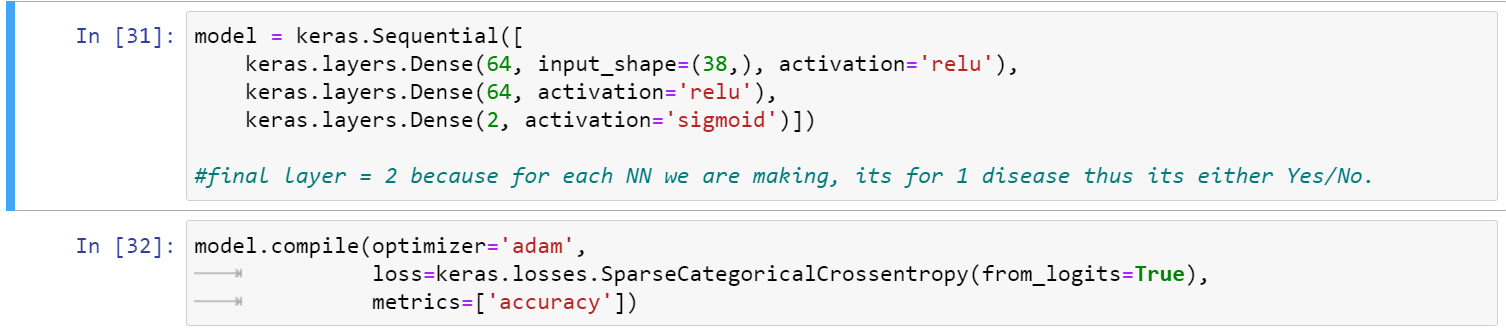 In [31]: model = keras.Sequential([
    keras.layers.Dense(64, input_shape=(38,), activation='relu'),
    keras.layers.Dense(64, activation='relu'),
    keras.layers.Dense(2, activation='sigmoid')])

#final layer = 2 because for each NN we are making, its for 1 disease thus its either Yes/No.
In [32]: model.compile(optimizer='adam',
              loss=keras.losses.SparseCategoricalCrossentropy(from_logits=True),
              metrics=['accuracy'])